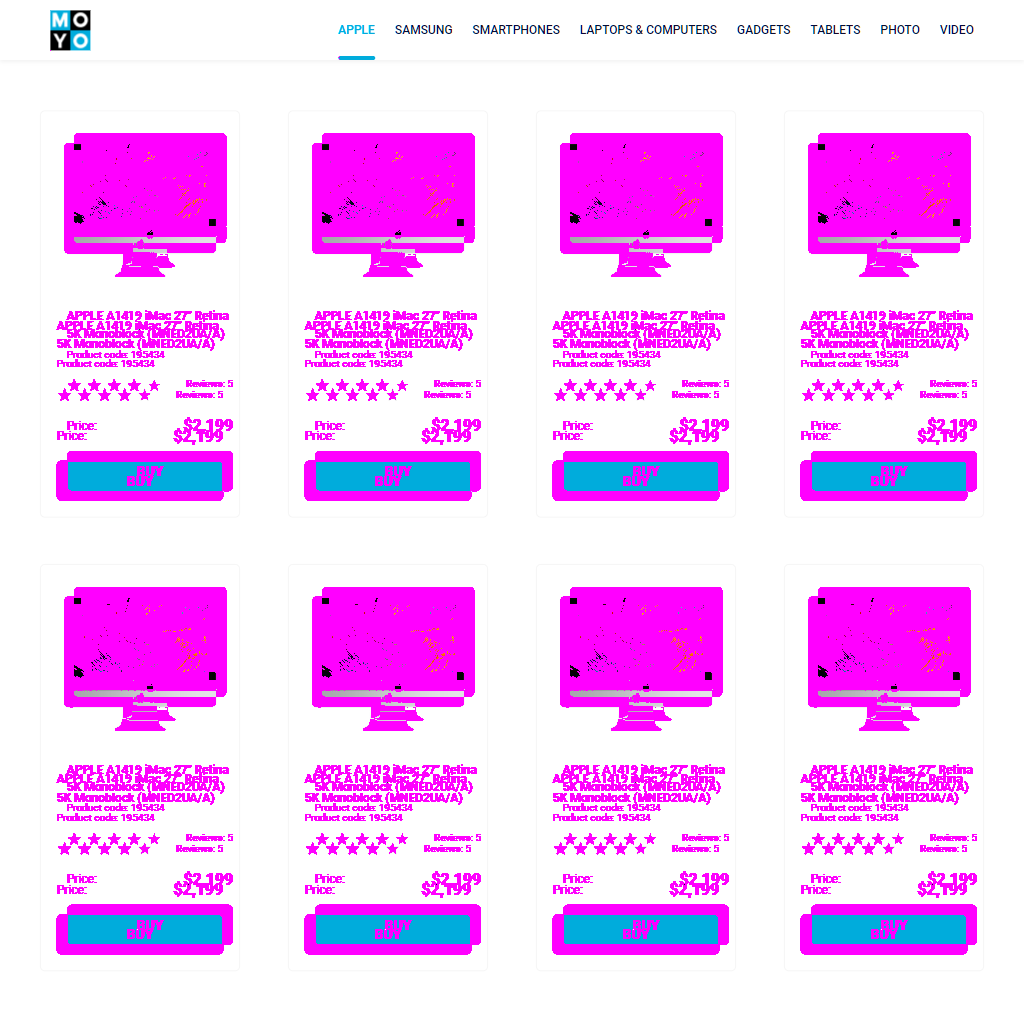 MO
YO
APPLE SAMSUNG SMARTPHONES LAPTOPS & COMPUTERS GADGETS TABLETS PHOTO VIDEO
APPLE A1419 iMac 27" Retina
5K Monoblock (MNED2UA/A)
Product code: 195434
Reviews: 5
Price: $2,199
BUY
APPLE A1419 iMac 27" Retina
5K Monoblock (MNED2UA/A)
Product code: 195434
Reviews: 5
Price: $2,199
BUY
APPLE A1419 iMac 27" Retina
5K Monoblock (MNED2UA/A)
Product code: 195434
Reviews: 5
Price: $2,199
BUY
APPLE A1419 iMac 27" Retina
5K Monoblock (MNED2UA/A)
Product code: 195434
Reviews: 5
Price: $2,199
BUY
APPLE A1419 iMac 27" Retina
5K Monoblock (MNED2UA/A)
Product code: 195434
Reviews: 5
Price: $2,199
BUY
APPLE A1419 iMac 27" Retina
5K Monoblock (MNED2UA/A)
Product code: 195434
Reviews: 5
Price: $2,199
BUY
APPLE A1419 iMac 27" Retina
5K Monoblock (MNED2UA/A)
Product code: 195434
Reviews: 5
Price: $2,199
BUY
APPLE A1419 iMac 27" Retina
5K Monoblock (MNED2UA/A)
Product code: 195434
Reviews: 5
Price: $2,199
BUY